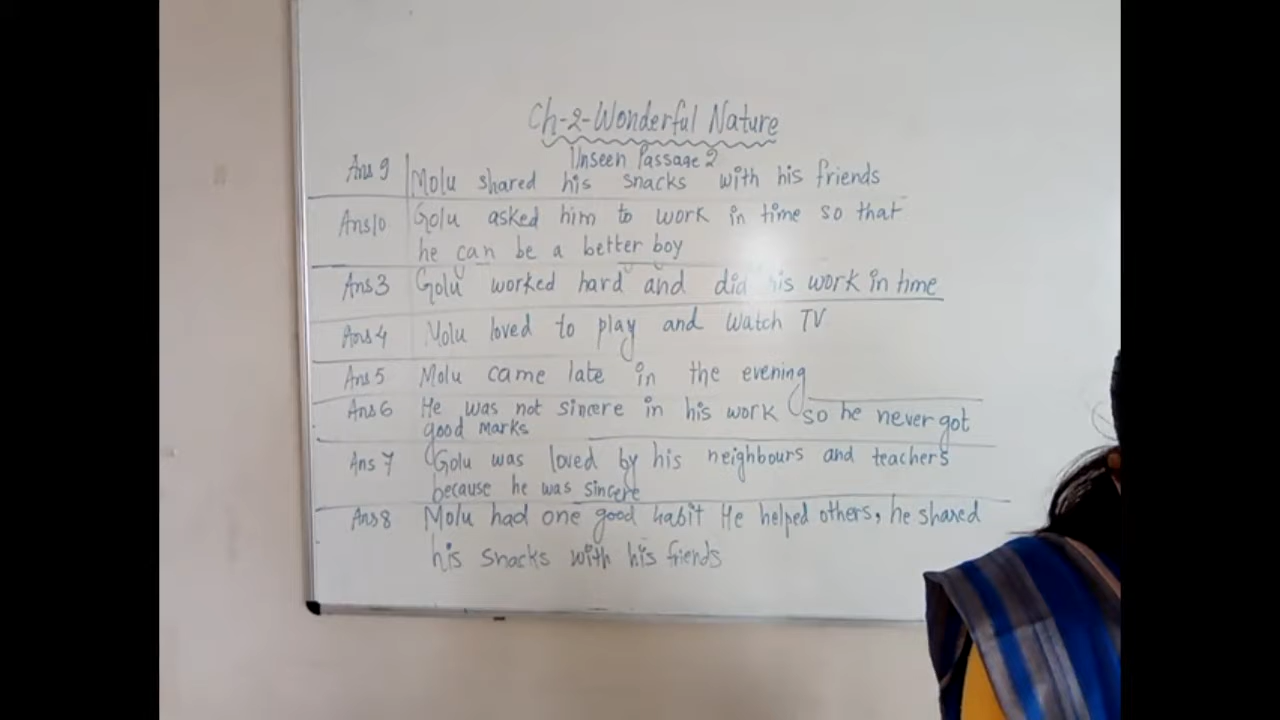 Ch-2-Wonderful Nature
Unseen Passage 2
Ans 9 Molu shared his snacks with his friends
Ans 10 Golu asked him to work in time so that
he can be a better boy
Ans 3 Golu worked hard and did his work in time
Ans 4 Molu loved to play and watch TV
Ans 5 Molu came late in the evening
Ans 6 He was not sincere in his work so he never got
good marks
Ans 7 Golu was loved by his neighbours and teachers
because he was sincere
Ans 8 Molu had one good habit He helped others, he shared
his snacks with his friends